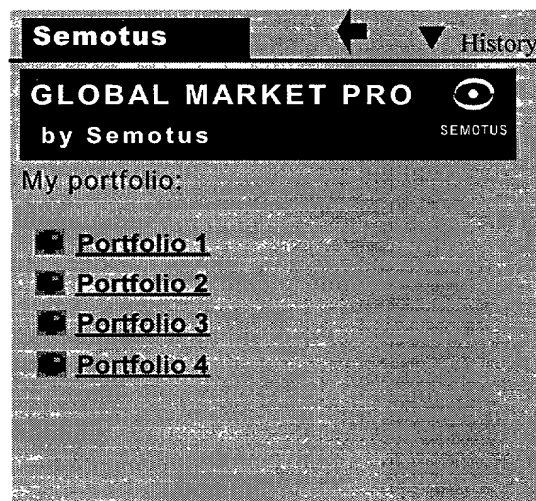 Semotus
History
GLOBAL MARKET PRO
by Semotus
SEMOTUS
My portfolio:
Portfolio 1
Portfolio 2
Portfolio 3
Portfolio 4